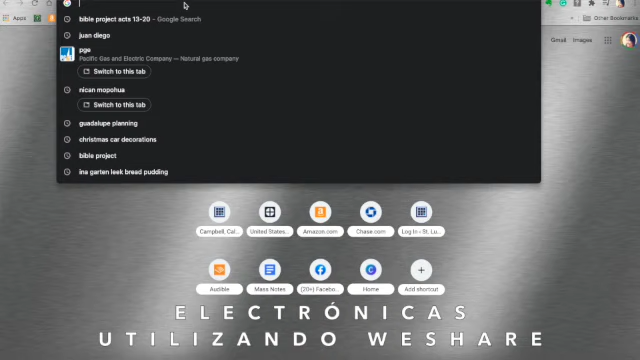 Apps
Other Bookmarks
bible project acts 13-20 – Google Search
juan diego
pge
Pacific Gas and Electric Company — Natural gas company
Switch to this tab
nican mopohua
Switch to this tab
guadalupe planning
christmas car decorations
bible project
ina garten leek bread pudding
Gmail Images
Campbell, Cal... United States... Amazon.com Chase.com Log In ‹ St. Lu...
Audible Mass Notes (20+) Facebo... Home Add shortcut
ELECTRÓNICAS
UTILIZANDO WESHARE